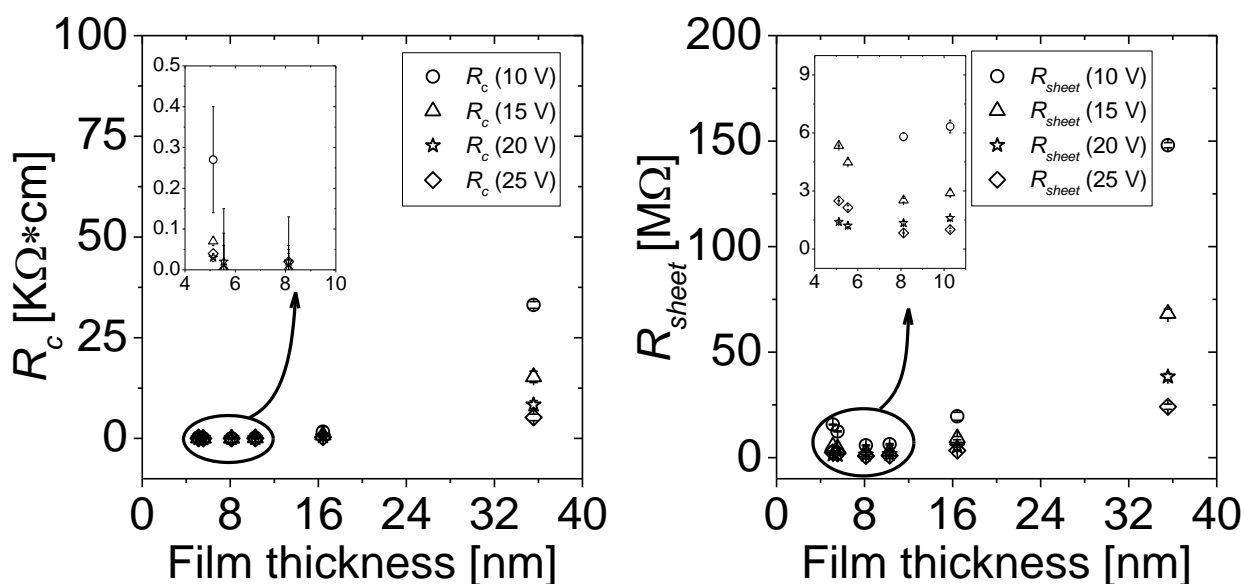 100
75
50
25
0
R_c [KΩ*cm]
0 8 16 24 32 40
Film thickness [nm]
R_c (10 V)
R_c (15 V)
R_c (20 V)
R_c (25 V)
0.5
0.4
0.3
0.2
0.1
0.0
4 6 8 10
200
150
100
50
0
R_sheet [MΩ]
0 8 16 24 32 40
Film thickness [nm]
R_sheet (10 V)
R_sheet (15 V)
R_sheet (20 V)
R_sheet (25 V)
9
6
3
0
4 6 8 10